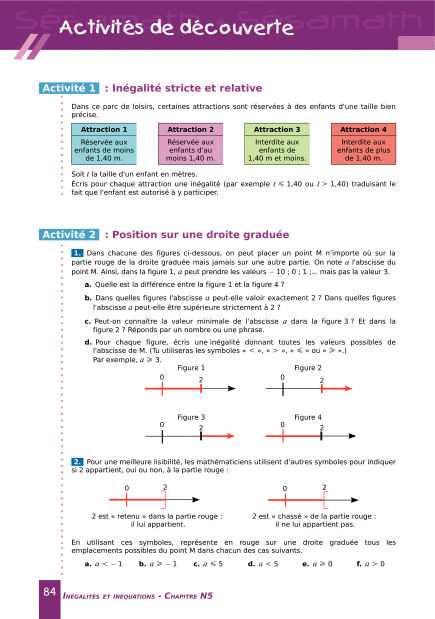 Sésamath Sésamath
Activités de découverte
Activité 1 : Inégalité stricte et relative
Dans ce parc de loisirs, certaines attractions sont réservées à des enfants d'une taille bien
précise.
Attraction 1
Réservée aux
enfants de moins
de 1,40 m.
Attraction 2
Réservée aux
enfants d'au
moins 1,40 m.
Attraction 3
Interdite aux
enfants de
1,40 m et moins.
Attraction 4
Interdite aux
enfants de plus
de 1,40 m.
Soit t la taille d'un enfant en mètres.
Écris pour chaque attraction une inégalité (par exemple t ⩽ 1,40 ou t > 1,40) traduisant le
fait que l'enfant est autorisé à y participer.
Activité 2 : Position sur une droite graduée
1. Dans chacune des figures ci-dessous, on peut placer un point M n'importe où sur la
partie rouge de la droite graduée mais jamais sur une autre partie. On note a l'abscisse du
point M. Ainsi, dans la figure 1, a peut prendre les valeurs − 10 ; 0 ; 1 ;... mais pas la valeur 3.
a. Quelle est la différence entre la figure 1 et la figure 4 ?
b. Dans quelles figures l'abscisse a peut-elle valoir exactement 2 ? Dans quelles figures
l'abscisse a peut-elle être supérieure strictement à 2 ?
c. Peut-on connaître la valeur minimale de l'abscisse a dans la figure 3 ? Et dans la
figure 2 ? Réponds par un nombre ou une phrase.
d. Pour chaque figure, écris une inégalité donnant toutes les valeurs possibles de
l'abscisse de M. (Tu utiliseras les symboles « < », « > », « ⩽ » ou « ⩾ ».)
Par exemple, a ⩾ 3.
Figure 1
0 2
Figure 2
0 2
Figure 3
0 2
Figure 4
0 2
2. Pour une meilleure lisibilité, les mathématiciens utilisent d'autres symboles pour indiquer
si 2 appartient, oui ou non, à la partie rouge :
0 2
2 est « retenu » dans la partie rouge :
il lui appartient.
0 2
2 est « chassé » de la partie rouge :
il ne lui appartient pas.
En utilisant ces symboles, représente en rouge sur une droite graduée tous les
emplacements possibles du point M dans chacun des cas suivants.
a. a < − 1 b. a ⩾ − 1 c. a ⩽ 5 d. a < 5 e. a ⩾ 0 f. a > 0
84 INÉGALITÉS ET INÉQUATIONS - CHAPITRE N5